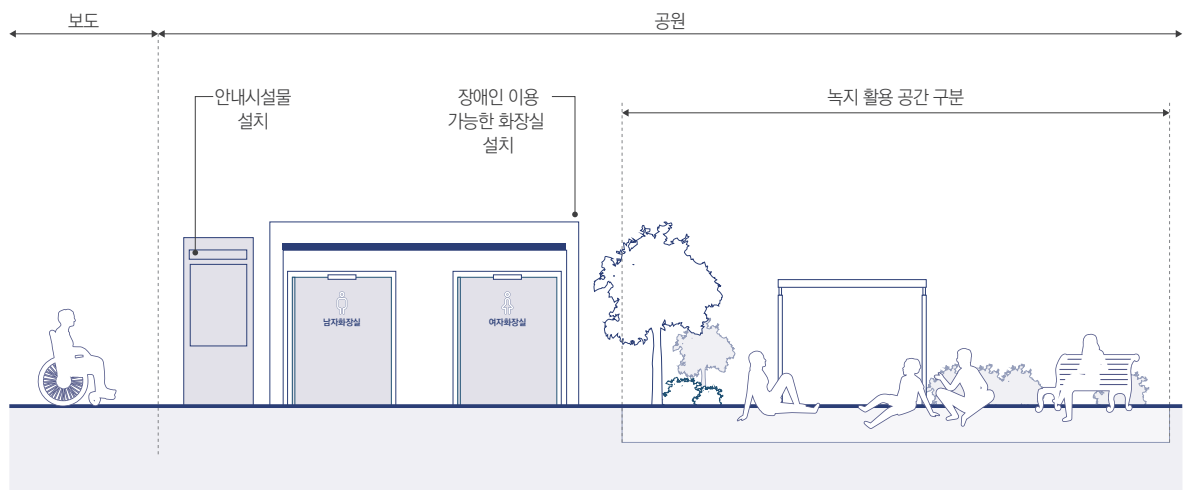 보도
공원
안내시설물
설치
장애인 이용
가능한 화장실
설치
녹지 활용 공간 구분
남자화장실
여자화장실